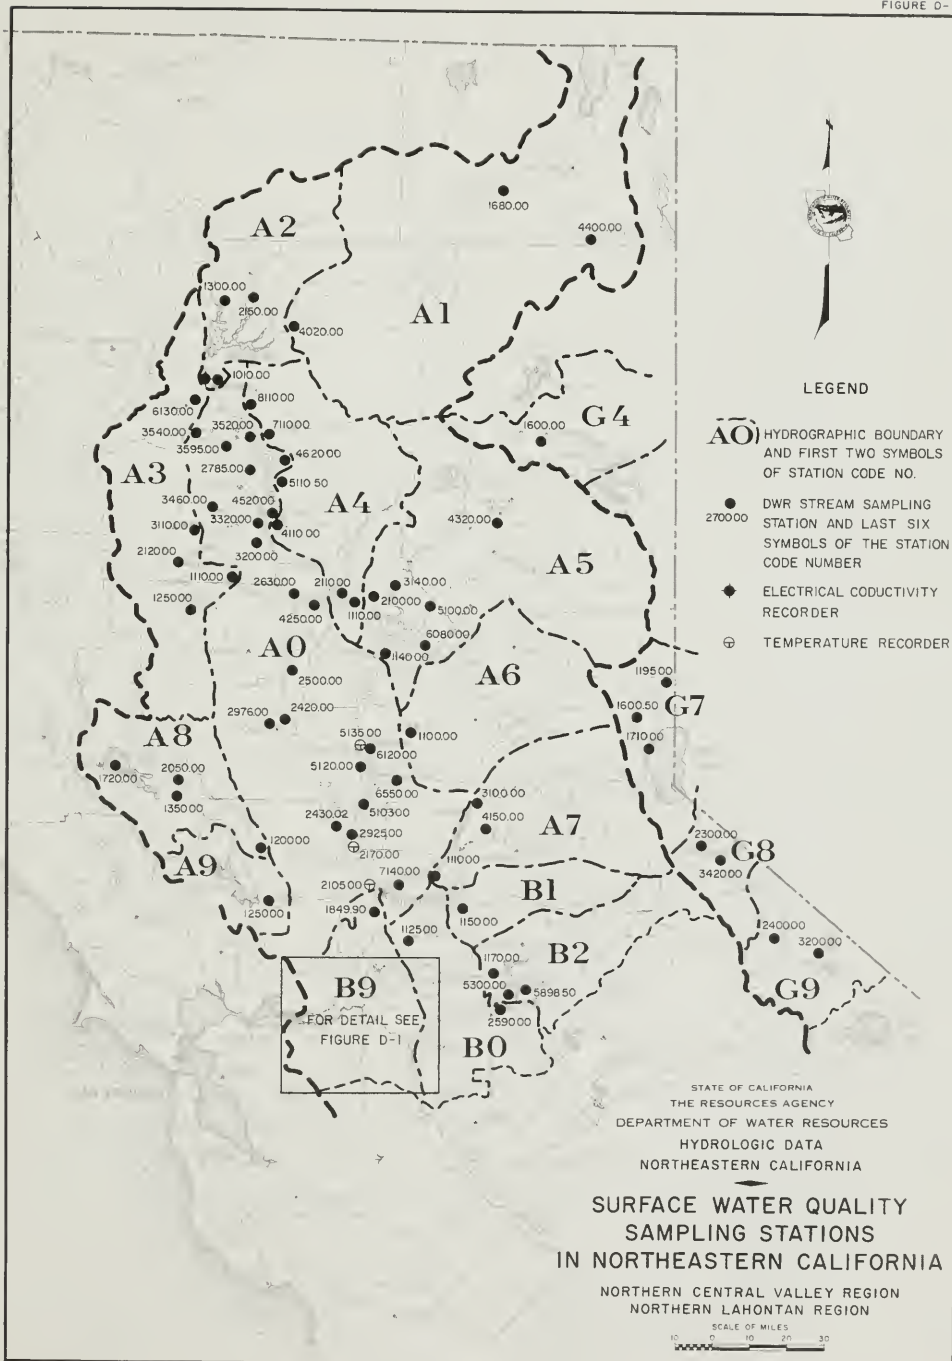 FIGURE D-
A2
1680.00
4400.00
1300.00
2150.00
A1
4020.00
1010.00
8110.00
6130.00
G4
3540.00
3520.00
7110.00
1600.00
3595.00
4620.00
A3
2785.00
5110 50
A4
3460.00
4520.00
4320.00
3110.00
3320.00
4110 00
A5
3200.00
2120.00
1110.00
2630.00
2110.00
3140.00
1250.00
4250.00
1110.00
2100 00
5100.00
A0
6080.00
1140.00
2500.00
A6
1195 00
G7
1600.50
2976.00
2420.00
1710.00
A8
5135 00
1100.00
6120 00
1720.00
2050.00
5120.00
6550 00
1350.00
5103.00
3100.00
2430.02
4150.00
A7
2925.00
1200.00
2170.00
2300.00
G8
3420.00
A9
1110.00
2105 00
7140.00
B1
1250.00
1849.90
1150 00
1125.00
2400.00
3200.00
B2
1170.00
5300.00
5898 50
2590.00
G9
B9
FOR DETAIL SEE
FIGURE D-1
B0
LEGEND
AO) HYDROGRAPHIC BOUNDARY
AND FIRST TWO SYMBOLS
OF STATION CODE NO.
2700 00 DWR STREAM SAMPLING
STATION AND LAST SIX
SYMBOLS OF THE STATION
CODE NUMBER
ELECTRICAL CODUCTIVITY
RECORDER
TEMPERATURE RECORDER
STATE OF CALIFORNIA
THE RESOURCES AGENCY
DEPARTMENT OF WATER RESOURCES
HYDROLOGIC DATA
NORTHEASTERN CALIFORNIA
SURFACE WATER QUALITY
SAMPLING STATIONS
IN NORTHEASTERN CALIFORNIA
NORTHERN CENTRAL VALLEY REGION
NORTHERN LAHONTAN REGION
SCALE OF MILES
10 0 10 20 30